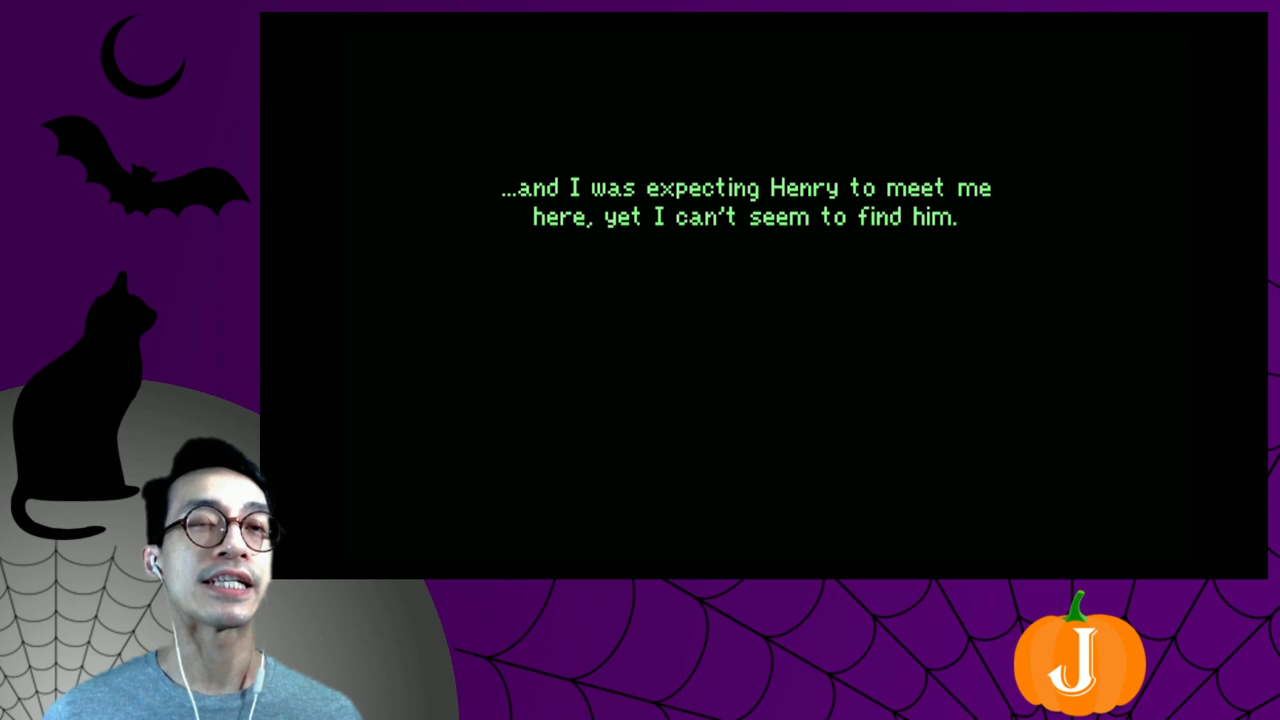 ...and I was expecting Henry to meet me
here, yet I can't seem to find him.
J